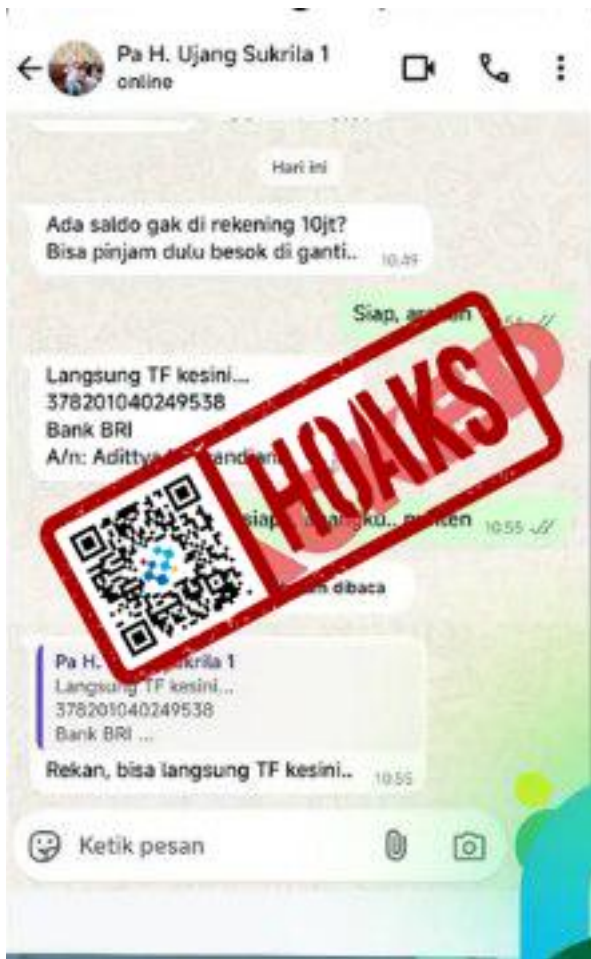 Pa H. Ujang Sukrila 1
online
Hari ini
Ada saldo gak di rekening 10jt?
Bisa pinjam dulu besok di ganti..
10.49
Siap,
Langsung TF kesini...
378201040249538
Bank BRI
A/n: Adittya
HOAKS
siap
10.55
dibaca
Pa H. Sukrila 1
Langsung TF kesini...
378201040249538
Bank BRI ...
Rekan, bisa langsung TF kesini..
10.55
Ketik pesan